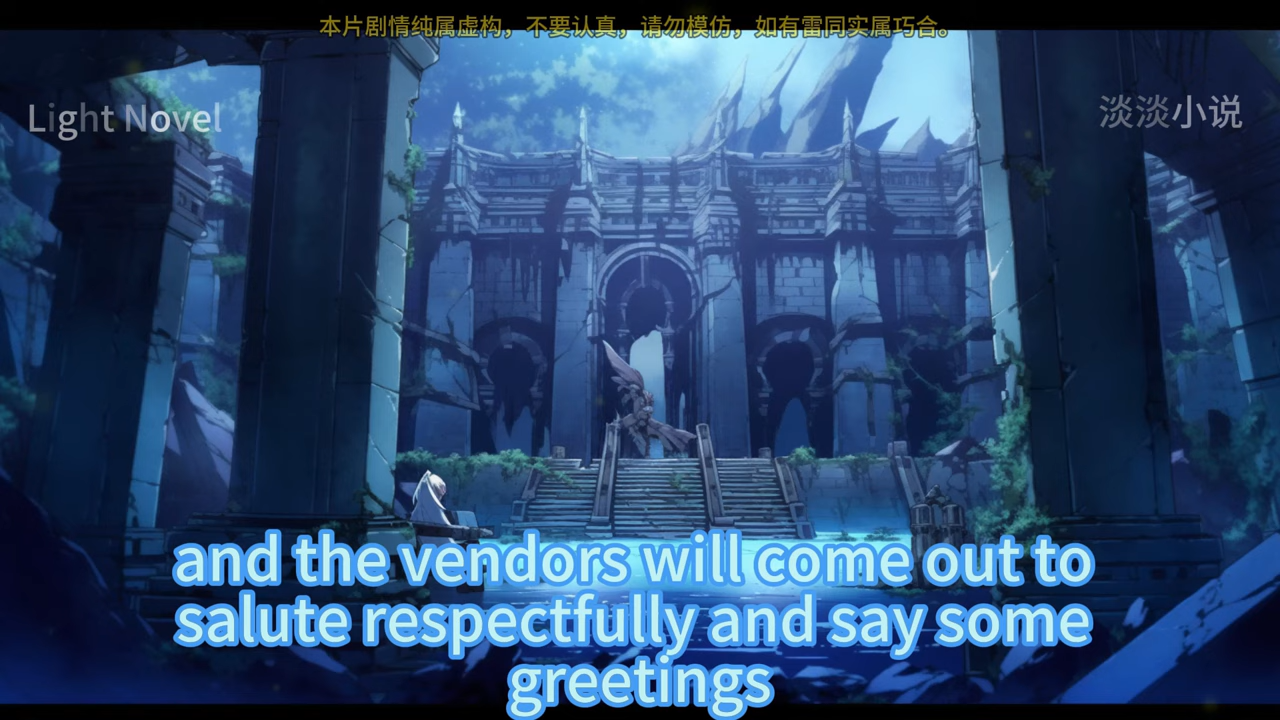 本片剧情纯属虚构，不要认真，请勿模仿，如有雷同实属巧合。
Light Novel
淡淡小说
and the vendors will come out to
salute respectfully and say some
greetings